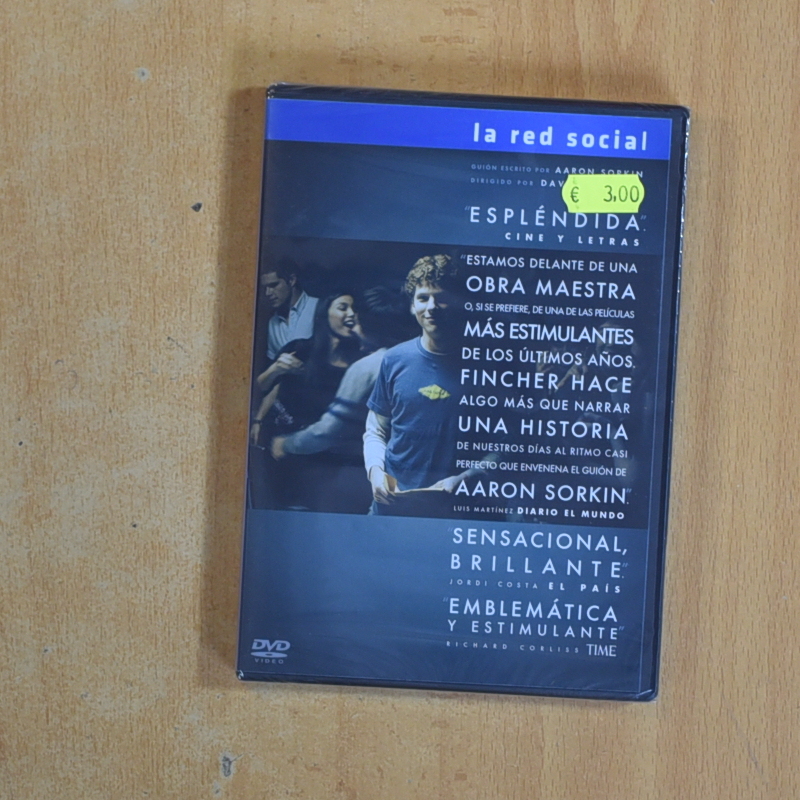 la red social
GUIÓN ESCRITO POR AARON SORKIN
DIRIGIDO POR DAV
€ 3,00
"ESPLÉNDIDA".
CINE Y LETRAS
"ESTAMOS DELANTE DE UNA
OBRA MAESTRA
O, SI SE PREFIERE, DE UNA DE LAS PELÍCULAS
MÁS ESTIMULANTES
DE LOS ÚLTIMOS AÑOS.
FINCHER HACE
ALGO MÁS QUE NARRAR
UNA HISTORIA
DE NUESTROS DÍAS AL RITMO CASI
PERFECTO QUE ENVENENA EL GUIÓN DE
AARON SORKIN".
LUIS MARTÍNEZ DIARIO EL MUNDO
"SENSACIONAL,
BRILLANTE".
JORDI COSTA EL PAÍS
"EMBLEMÁTICA
Y ESTIMULANTE"
RICHARD CORLISS TIME
DVD
VIDEO